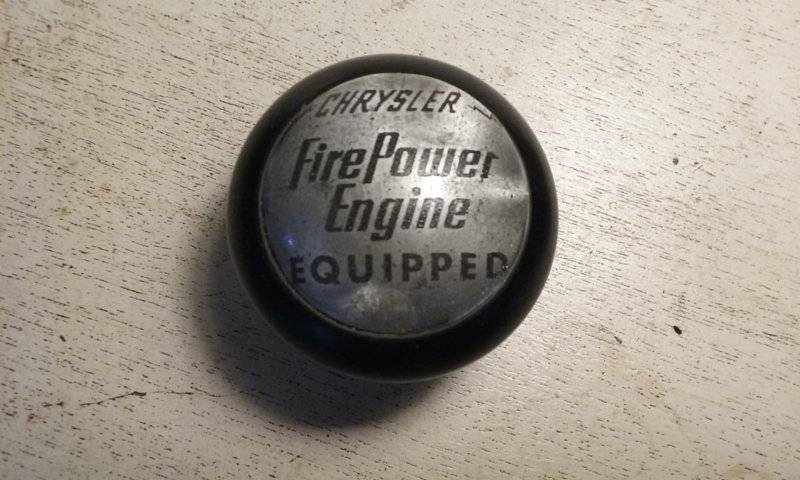 CHRYSLER
FirePower
Engine
EQUIPPED